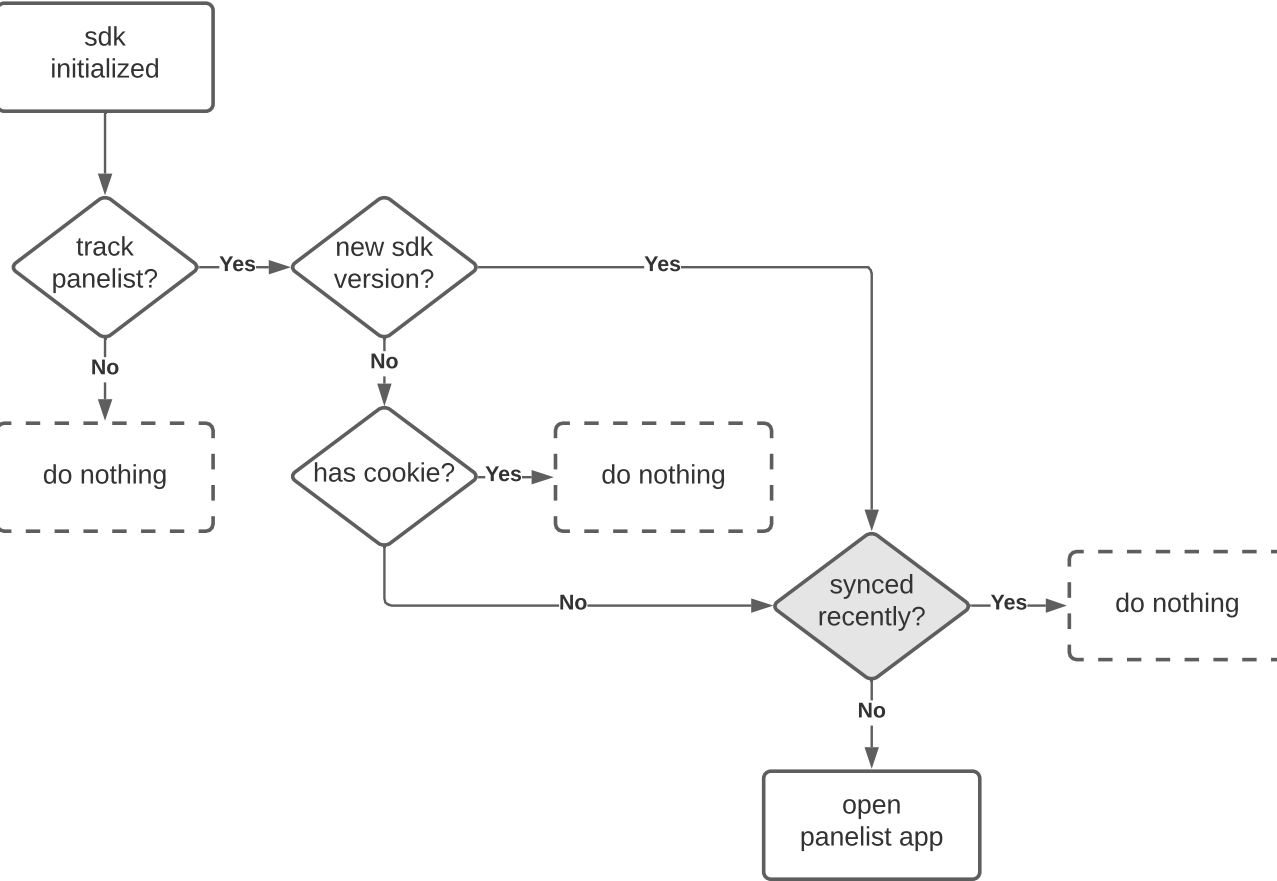 sdk
initialized
track
panelist?
Yes
new sdk
version?
Yes
No
No
do nothing
has cookie?
Yes
do nothing
No
synced
recently?
Yes
do nothing
No
open
panelist app